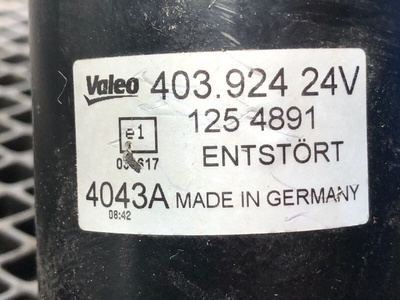 Valeo 403.924 24V
125 4891
e1
ENTSTÖRT
4043A MADE IN GERMANY
08:42